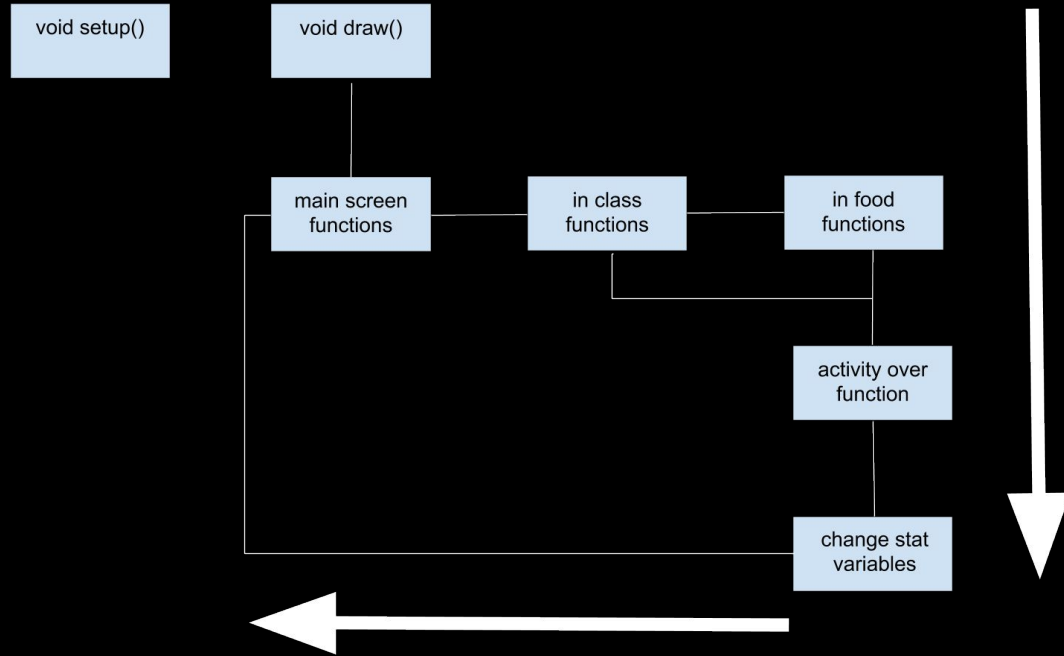 void setup()
void draw()
main screen
functions
in class
functions
in food
functions
activity over
function
change stat
variables